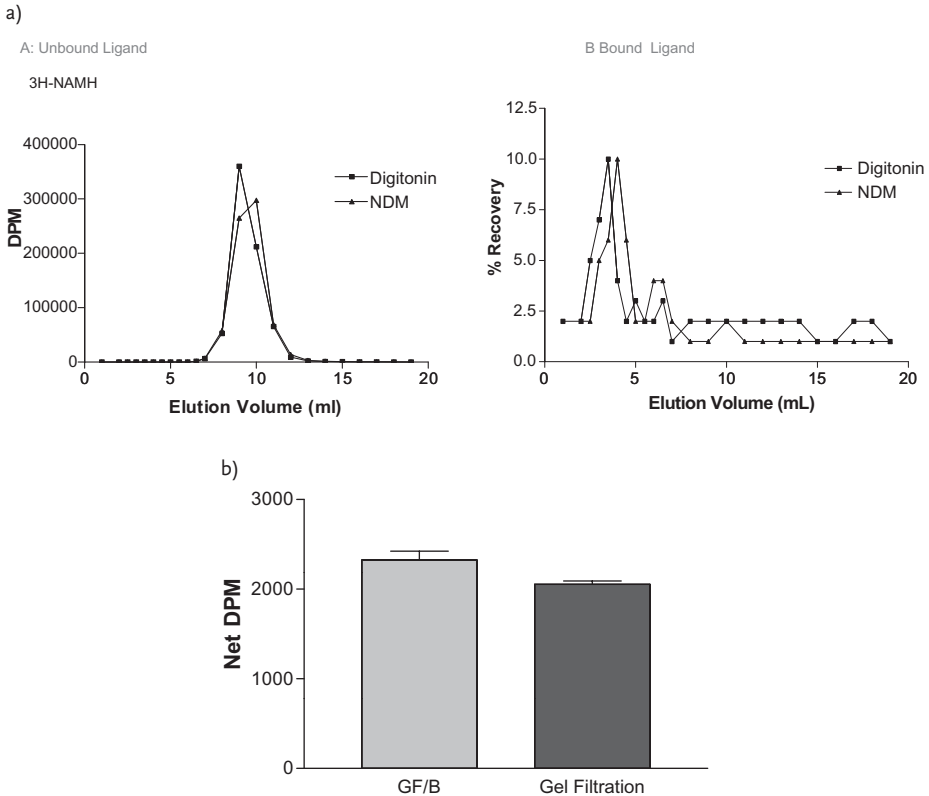 a)
A: Unbound Ligand
B Bound Ligand
3H-NAMH
400000
300000
200000
100000
0
DPM
0 5 10 15 20
Elution Volume (ml)
Digitonin
NDM
12.5
10.0
7.5
5.0
2.5
0.0
% Recovery
0 5 10 15 20
Elution Volume (mL)
Digitonin
NDM
b)
3000
2000
1000
0
Net DPM
GF/B Gel Filtration